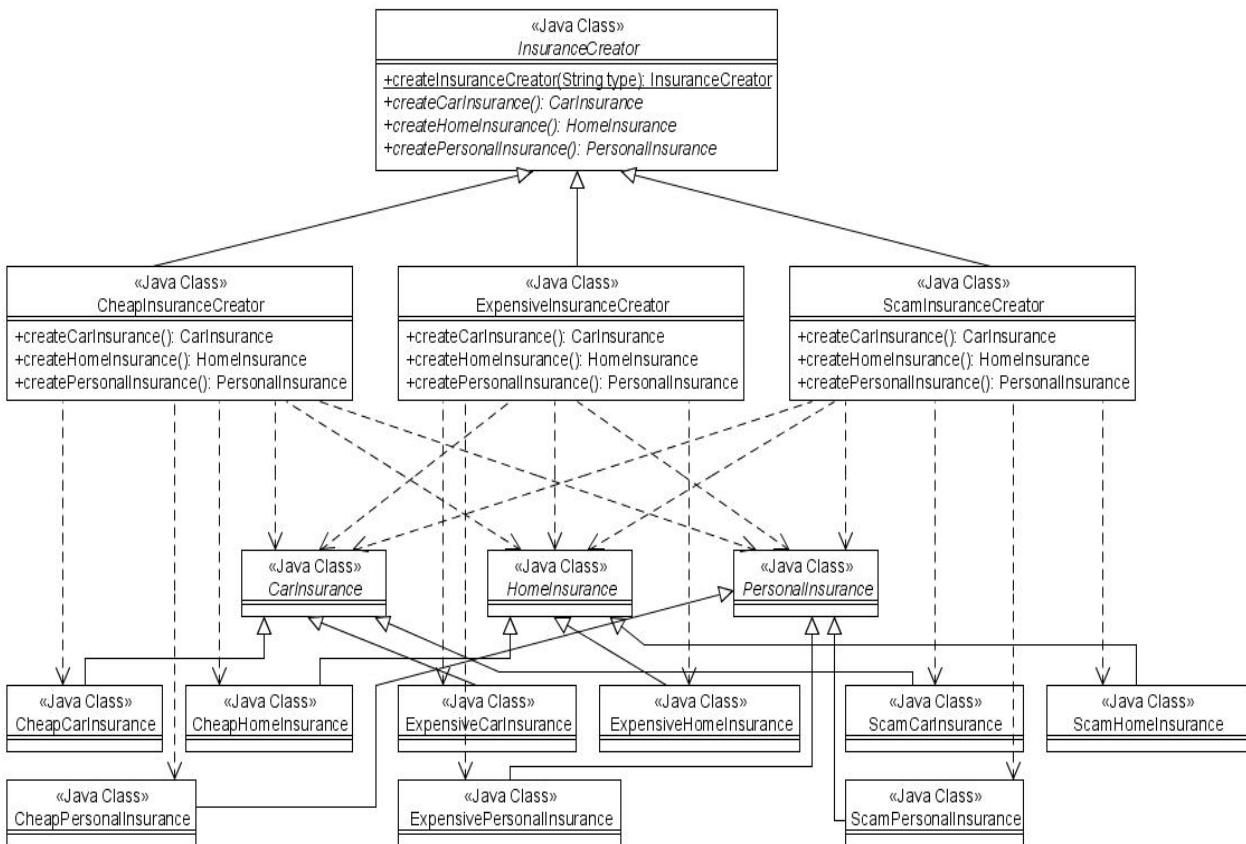 «Java Class»
InsuranceCreator
+createInsuranceCreator(String type): InsuranceCreator
+createCarInsurance(): CarInsurance
+createHomeInsurance(): HomeInsurance
+createPersonalInsurance(): PersonalInsurance
«Java Class»
CheapInsuranceCreator
+createCarInsurance(): CarInsurance
+createHomeInsurance(): HomeInsurance
+createPersonalInsurance(): PersonalInsurance
«Java Class»
ExpensiveInsuranceCreator
+createCarInsurance(): CarInsurance
+createHomeInsurance(): HomeInsurance
+createPersonalInsurance(): PersonalInsurance
«Java Class»
ScamInsuranceCreator
+createCarInsurance(): CarInsurance
+createHomeInsurance(): HomeInsurance
+createPersonalInsurance(): PersonalInsurance
«Java Class»
CarInsurance
«Java Class»
HomeInsurance
«Java Class»
PersonalInsurance
«Java Class»
CheapCarInsurance
«Java Class»
CheapHomeInsurance
«Java Class»
ExpensiveCarInsurance
«Java Class»
ExpensiveHomeInsurance
«Java Class»
ScamCarInsurance
«Java Class»
ScamHomeInsurance
«Java Class»
CheapPersonalInsurance
«Java Class»
ExpensivePersonalInsurance
«Java Class»
ScamPersonalInsurance